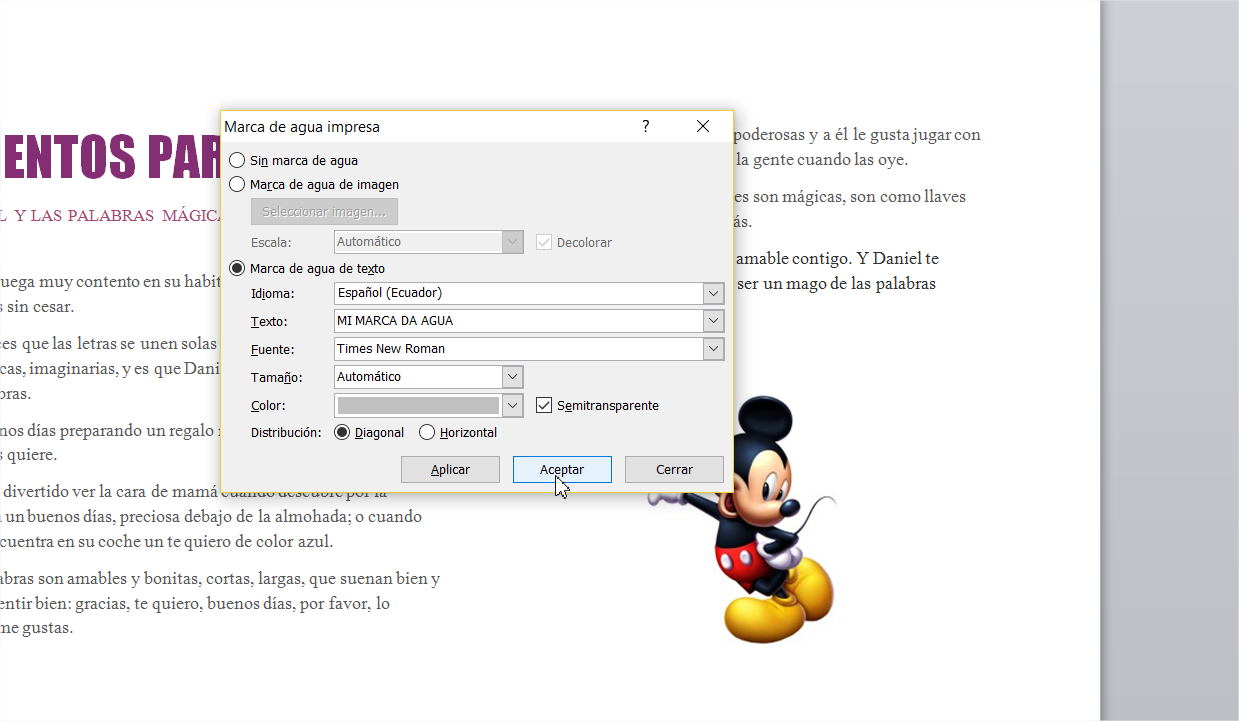 ENTOS PAR
Y LAS PALABRAS MÁGICA
uega muy contento en su habit
sin cesar.
es que las letras se unen solas
cas, imaginarias, y es que Dani
bras.
nos días preparando un regalo
quiere.
divertido ver la cara de mamá cuando descubre por la
un buenos días, preciosa debajo de la almohada; o cuando
cuentra en su coche un te quiero de color azul.
abras son amables y bonitas, cortas, largas, que suenan bien y
entir bien: gracias, te quiero, buenos días, por favor, lo
me gustas.
Marca de agua impresa
?
Sin marca de agua
Marca de agua de imagen
Seleccionar imagen...
Escala: Automático Decolorar
Marca de agua de texto
Idioma: Español (Ecuador)
Texto: MI MARCA DA AGUA
Fuente: Times New Roman
Tamaño: Automático
Color: Semitransparente
Distribución: Diagonal Horizontal
Aplicar Aceptar Cerrar
poderosas y a él le gusta jugar con
la gente cuando las oye.
es son mágicas, son como llaves
ás.
amable contigo. Y Daniel te
ser un mago de las palabras